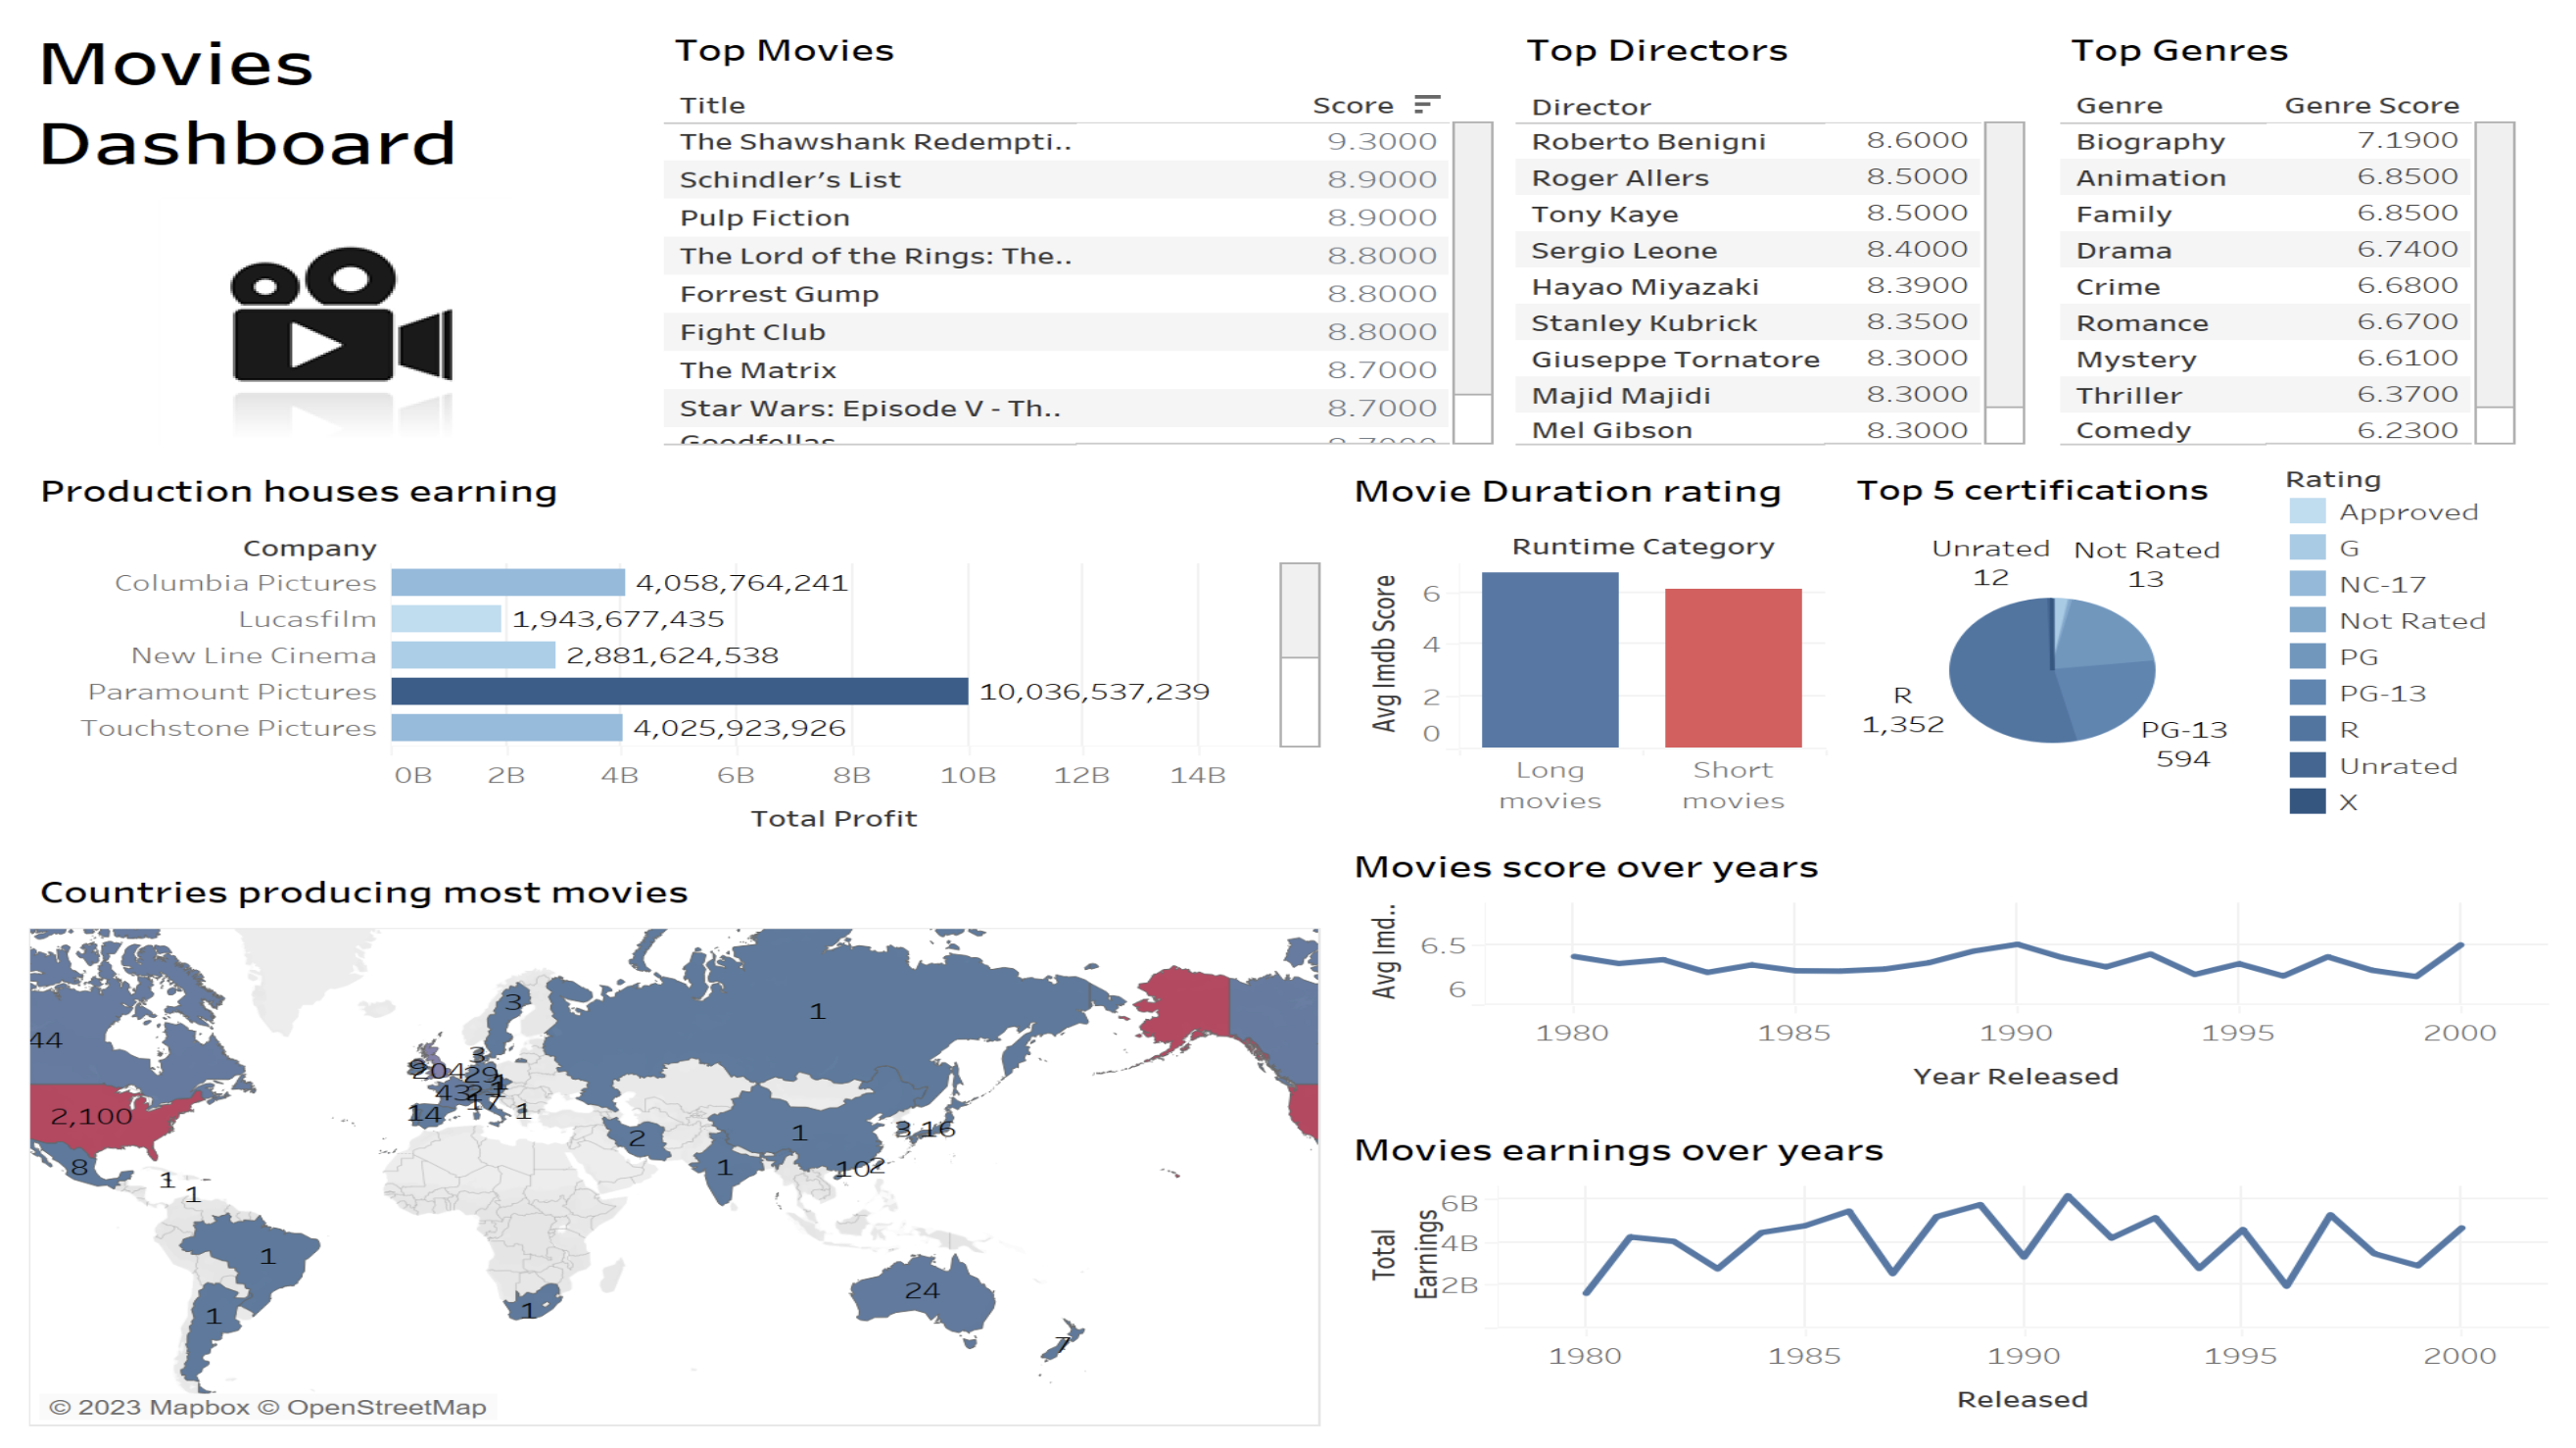 Movies
Dashboard
Top Movies
Title Score
The Shawshank Redempti.. 9.3000
Schindler’s List 8.9000
Pulp Fiction 8.9000
The Lord of the Rings: The.. 8.8000
Forrest Gump 8.8000
Fight Club 8.8000
The Matrix 8.7000
Star Wars: Episode V - Th.. 8.7000
Goodfellas 8.7000
Top Directors
Director
Roberto Benigni 8.6000
Roger Allers 8.5000
Tony Kaye 8.5000
Sergio Leone 8.4000
Hayao Miyazaki 8.3900
Stanley Kubrick 8.3500
Giuseppe Tornatore 8.3000
Majid Majidi 8.3000
Mel Gibson 8.3000
Top Genres
Genre Genre Score
Biography 7.1900
Animation 6.8500
Family 6.8500
Drama 6.7400
Crime 6.6800
Romance 6.6700
Mystery 6.6100
Thriller 6.3700
Comedy 6.2300
Production houses earning
Company
Columbia Pictures 4,058,764,241
Lucasfilm 1,943,677,435
New Line Cinema 2,881,624,538
Paramount Pictures 10,036,537,239
Touchstone Pictures 4,025,923,926
0B 2B 4B 6B 8B 10B 12B 14B
Total Profit
Movie Duration rating
Runtime Category
Avg Imdb Score
6
4
2
0
Long
movies
Short
movies
Top 5 certifications
Unrated
12
Not Rated
13
R
1,352
PG-13
594
Rating
Approved
G
NC-17
Not Rated
PG
PG-13
R
Unrated
X
Countries producing most movies
3
1
44
3
9
204
29
1
43
17
14
1
2,100
2
1
3 16
8
1
10 2
1
1
1
24
1
1
7
© 2023 Mapbox © OpenStreetMap
Movies score over years
Avg Imd..
6.5
6
1980 1985 1990 1995 2000
Year Released
Movies earnings over years
Total
Earnings
6B
4B
2B
1980 1985 1990 1995 2000
Released